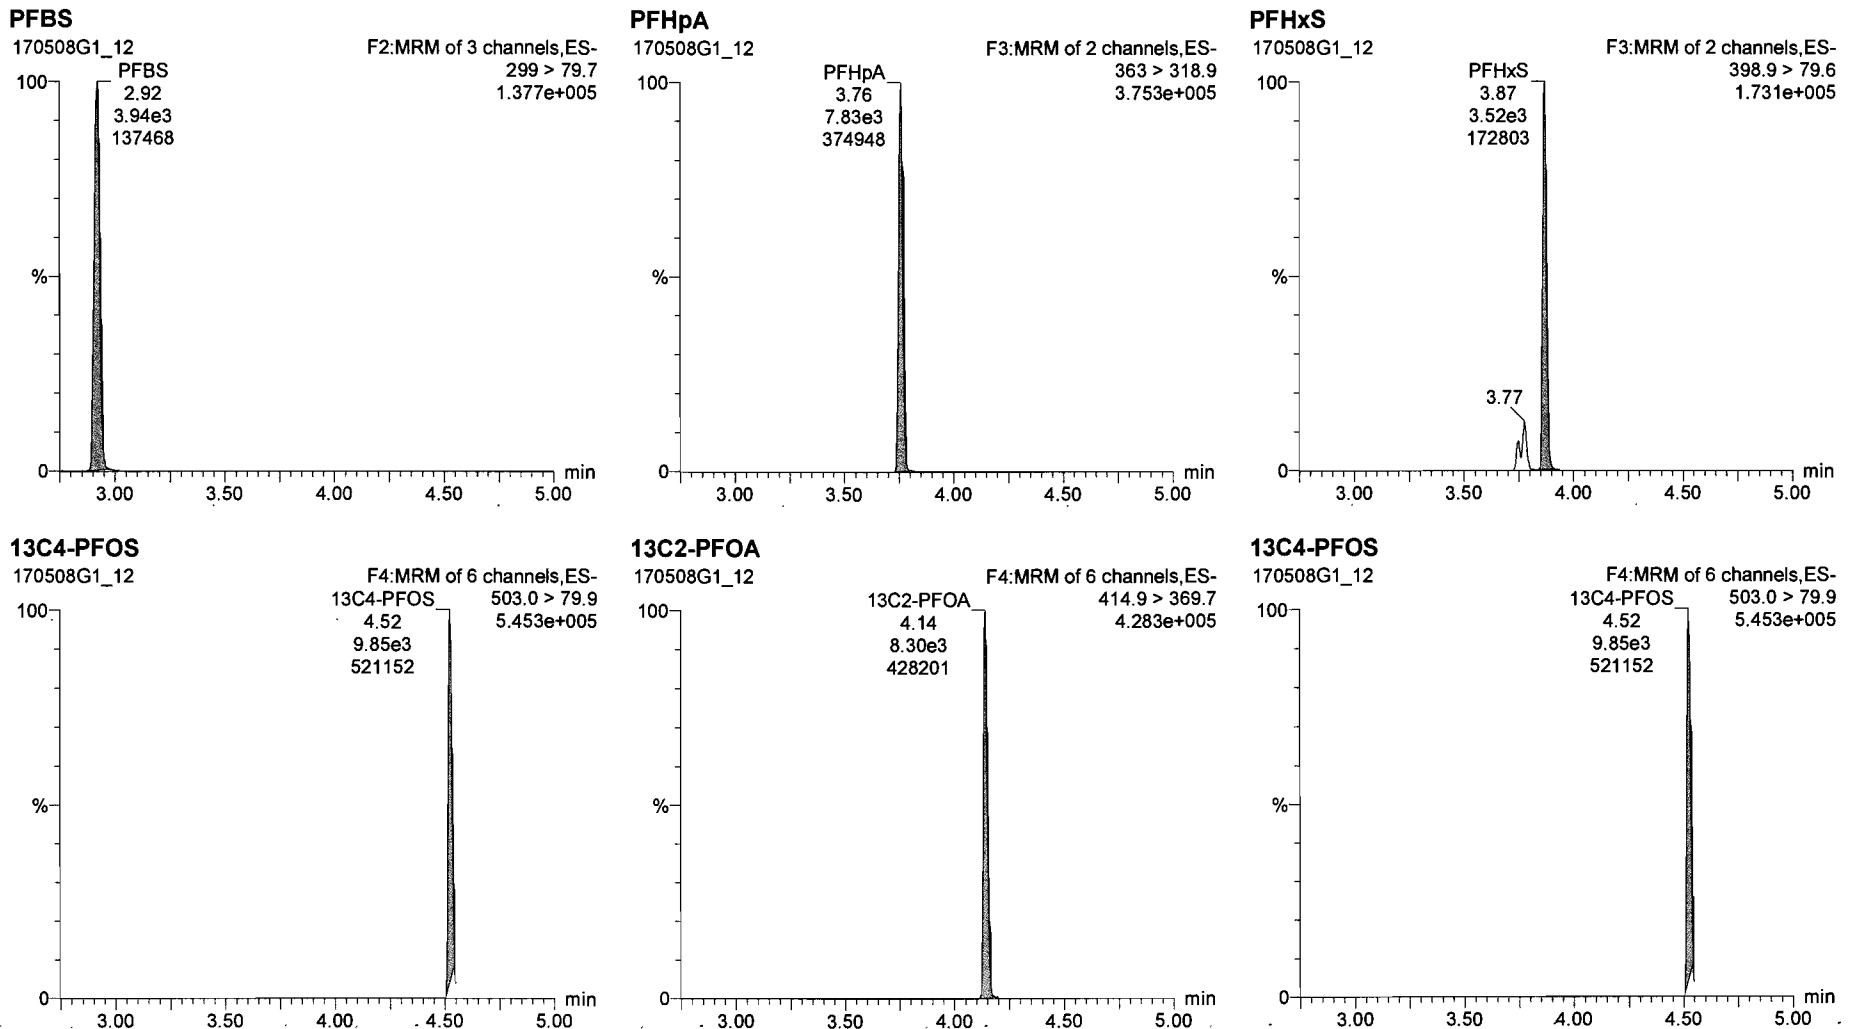 PFBS
170508G1_12
F2:MRM of 3 channels,ES-
299 > 79.7
1.377e+005
PFBS
2.92
3.94e3
137468
100
%
0
min
3.00 3.50 4.00 4.50 5.00
PFHpA
170508G1_12
F3:MRM of 2 channels,ES-
363 > 318.9
3.753e+005
PFHpA
3.76
7.83e3
374948
100
%
0
min
3.00 3.50 4.00 4.50 5.00
PFHxS
170508G1_12
F3:MRM of 2 channels,ES-
398.9 > 79.6
1.731e+005
PFHxS
3.87
3.52e3
172803
3.77
100
%
0
min
3.00 3.50 4.00 4.50 5.00
13C4-PFOS
170508G1_12
F4:MRM of 6 channels,ES-
503.0 > 79.9
5.453e+005
13C4-PFOS
4.52
9.85e3
521152
100
%
0
min
3.00 3.50 4.00 4.50 5.00
13C2-PFOA
170508G1_12
F4:MRM of 6 channels,ES-
414.9 > 369.7
4.283e+005
13C2-PFOA
4.14
8.30e3
428201
100
%
0
min
3.00 3.50 4.00 4.50 5.00
13C4-PFOS
170508G1_12
F4:MRM of 6 channels,ES-
503.0 > 79.9
5.453e+005
13C4-PFOS
4.52
9.85e3
521152
100
%
0
min
3.00 3.50 4.00 4.50 5.00